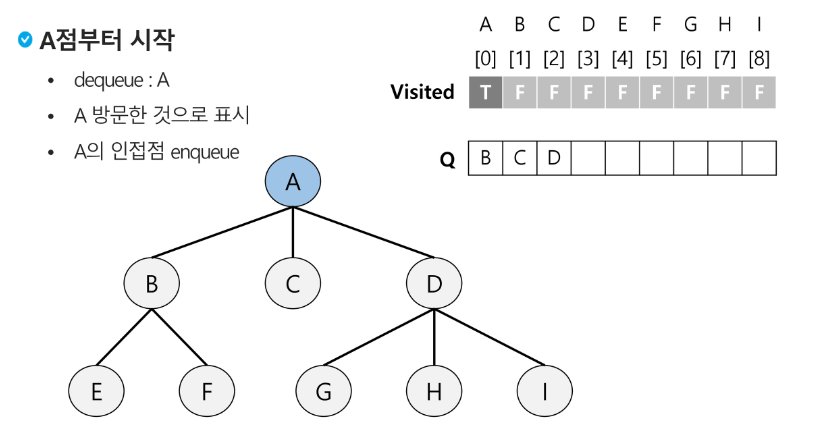 A점부터 시작
• dequeue : A
• A 방문한 것으로 표시
• A의 인접점 enqueue
A B C D E F G H I
[0] [1] [2] [3] [4] [5] [6] [7] [8]
Visited T F F F F F F F F
Q B C D
A
B C D
E F G H I